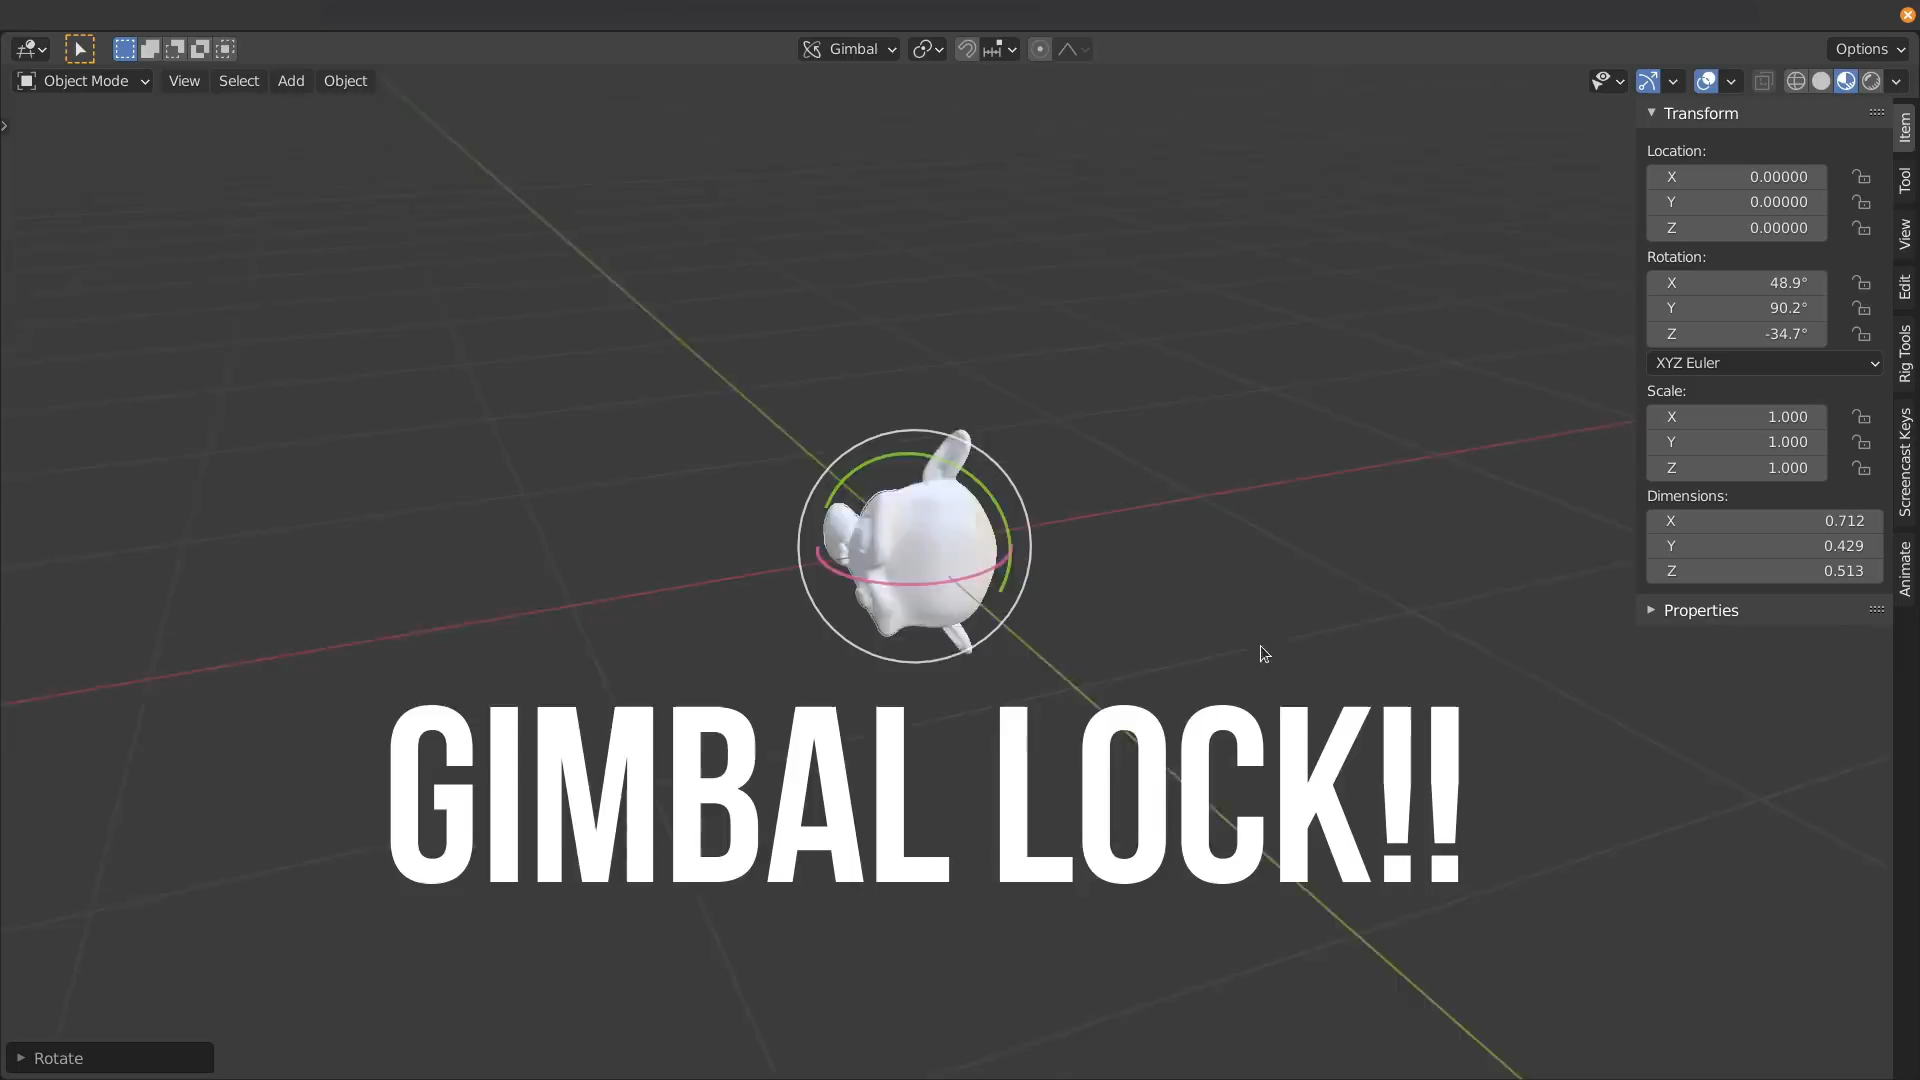 Gimbal
Options
Object Mode
View
Select
Add
Object
Transform
Location:
X 0.00000
Y 0.00000
Z 0.00000
Rotation:
X 48.9°
Y 90.2°
Z -34.7°
XYZ Euler
Scale:
X 1.000
Y 1.000
Z 1.000
Dimensions:
X 0.712
Y 0.429
Z 0.513
Properties
Item
Tool
View
Edit
Rig Tools
Screencast Keys
Animate
GIMBAL LOCK!!
Rotate